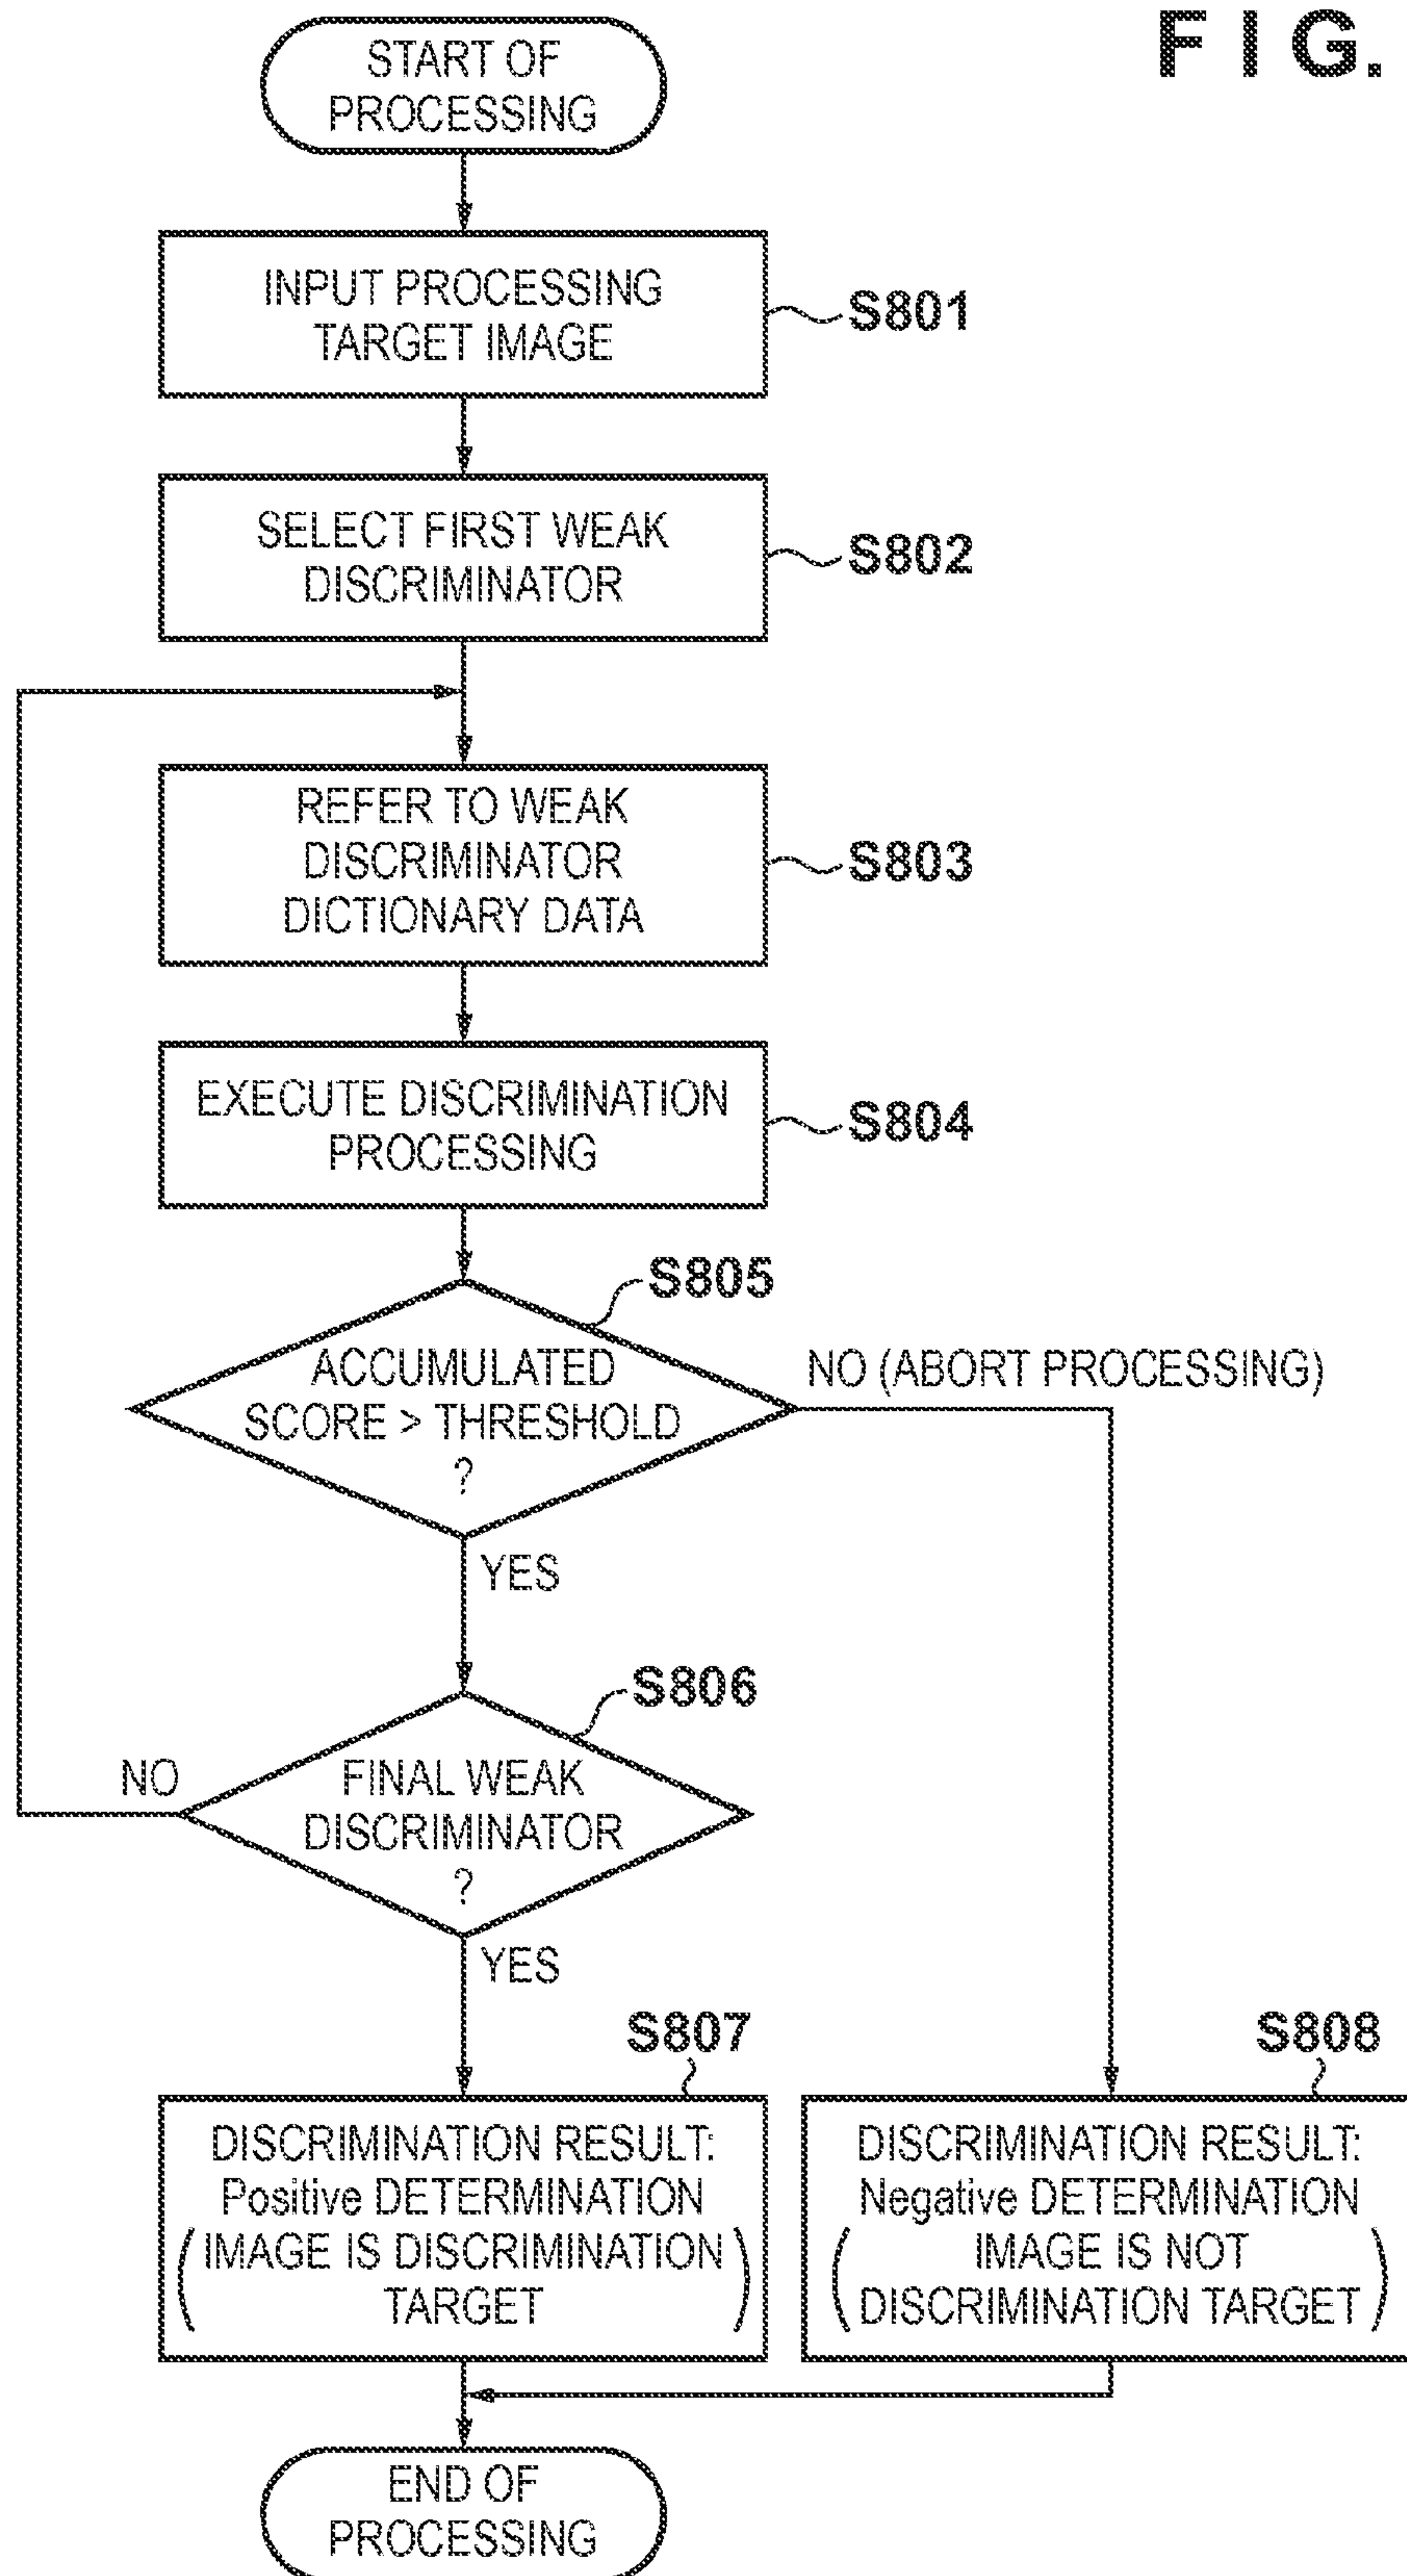 FIG.
START OF
PROCESSING
INPUT PROCESSING
TARGET IMAGE
S801
SELECT FIRST WEAK
DISCRIMINATOR
S802
REFER TO WEAK
DISCRIMINATOR
DICTIONARY DATA
S803
EXECUTE DISCRIMINATION
PROCESSING
S804
S805
ACCUMULATED
SCORE > THRESHOLD
?
NO (ABORT PROCESSING)
YES
S806
NO
FINAL WEAK
DISCRIMINATOR
?
YES
S807
DISCRIMINATION RESULT:
Positive DETERMINATION
(IMAGE IS DISCRIMINATION
TARGET)
S808
DISCRIMINATION RESULT:
Negative DETERMINATION
(IMAGE IS NOT
DISCRIMINATION TARGET)
END OF
PROCESSING